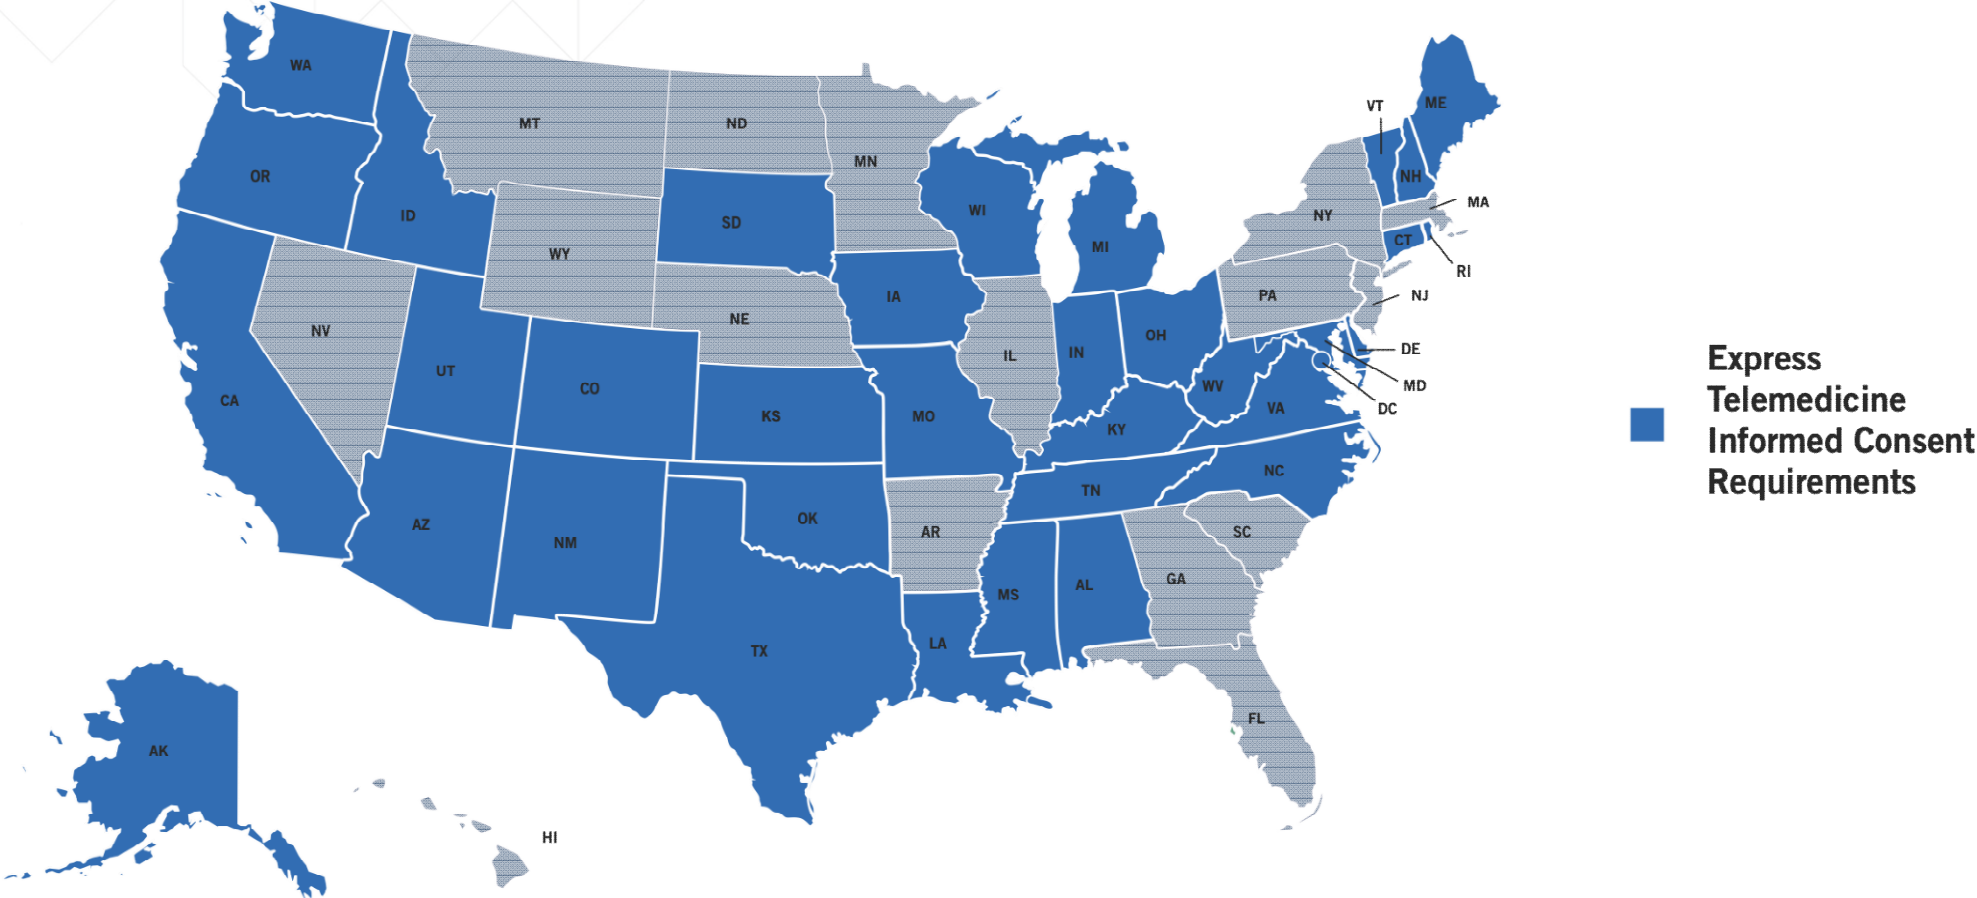 WA
MT
ND
MN
OR
ID
SD
WI
MI
WY
VT
ME
NH
NY
MA
CT
RI
NV
UT
CO
NE
IA
IL
IN
OH
PA
NJ
DE
MD
DC
CA
KS
MO
KY
WV
VA
AZ
NM
OK
AR
TN
NC
SC
TX
LA
MS
AL
GA
FL
AK
HI
Express
Telemedicine
Informed Consent
Requirements